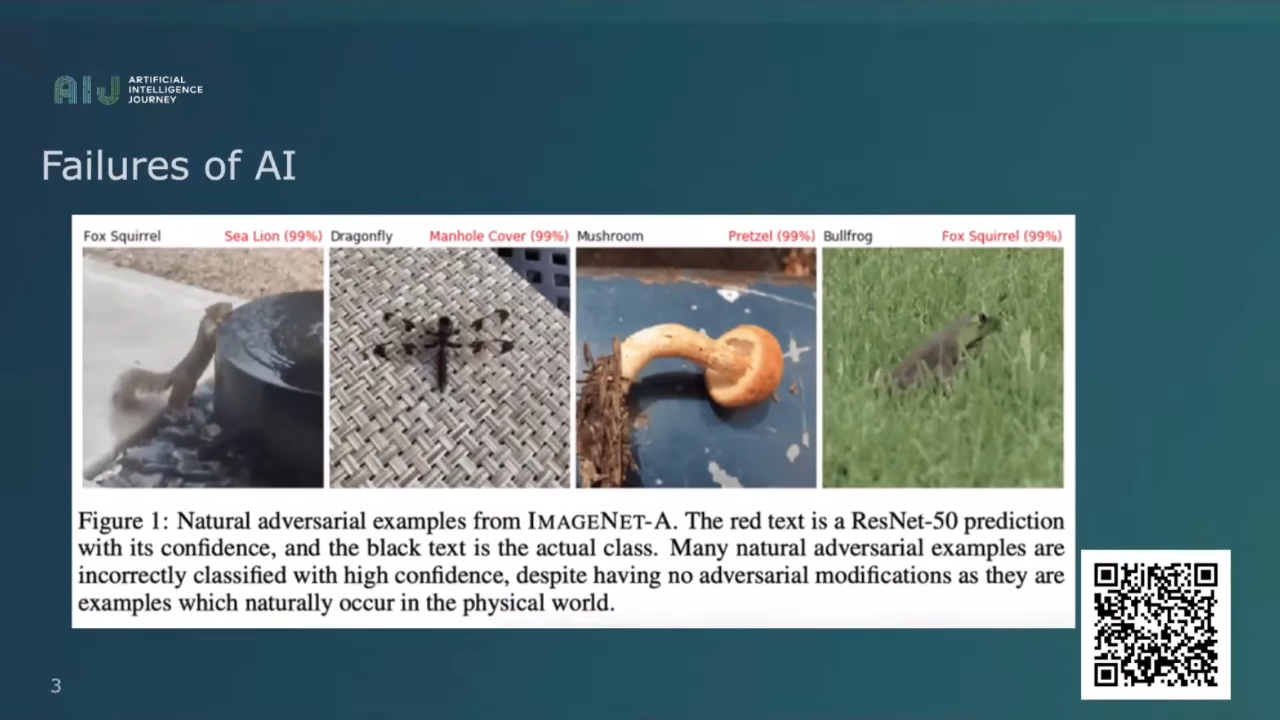 AIJ ARTIFICIAL
INTELLIGENCE
JOURNEY
Failures of AI
Fox Squirrel Sea Lion (99%) Dragonfly Manhole Cover (99%) Mushroom Pretzel (99%) Bullfrog Fox Squirrel (99%)
Figure 1: Natural adversarial examples from IMAGENET-A. The red text is a ResNet-50 prediction
with its confidence, and the black text is the actual class. Many natural adversarial examples are
incorrectly classified with high confidence, despite having no adversarial modifications as they are
examples which naturally occur in the physical world.
3